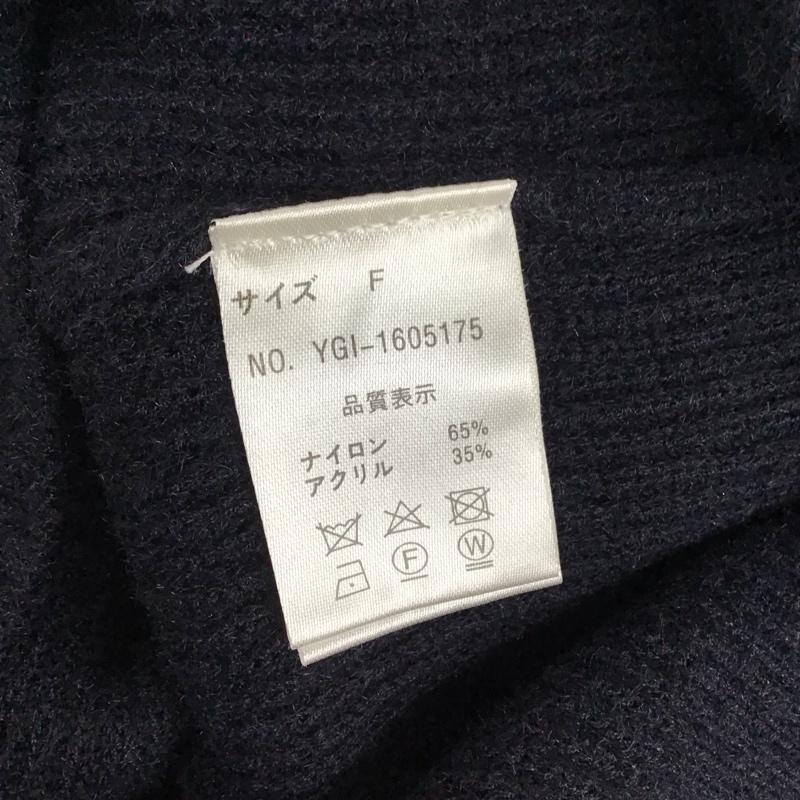 サイズ F
NO. YGI-1605175
品質表示
ナイロン 65%
アクリル 35%
F W